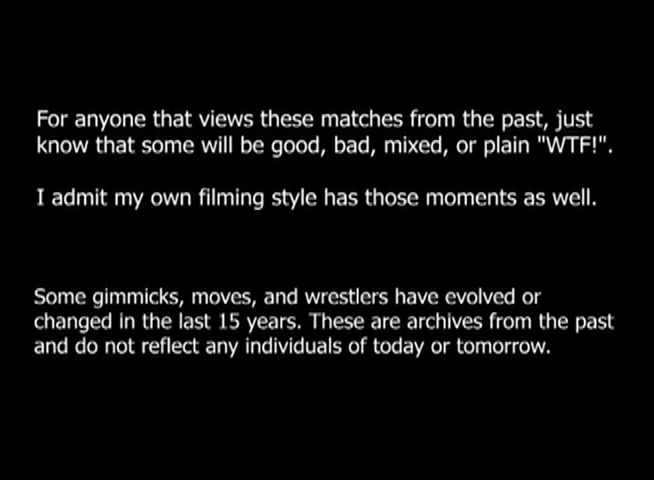 For anyone that views these matches from the past, just
know that some will be good, bad, mixed, or plain "WTF!".
I admit my own filming style has those moments as well.
Some gimmicks, moves, and wrestlers have evolved or
changed in the last 15 years. These are archives from the past
and do not reflect any individuals of today or tomorrow.